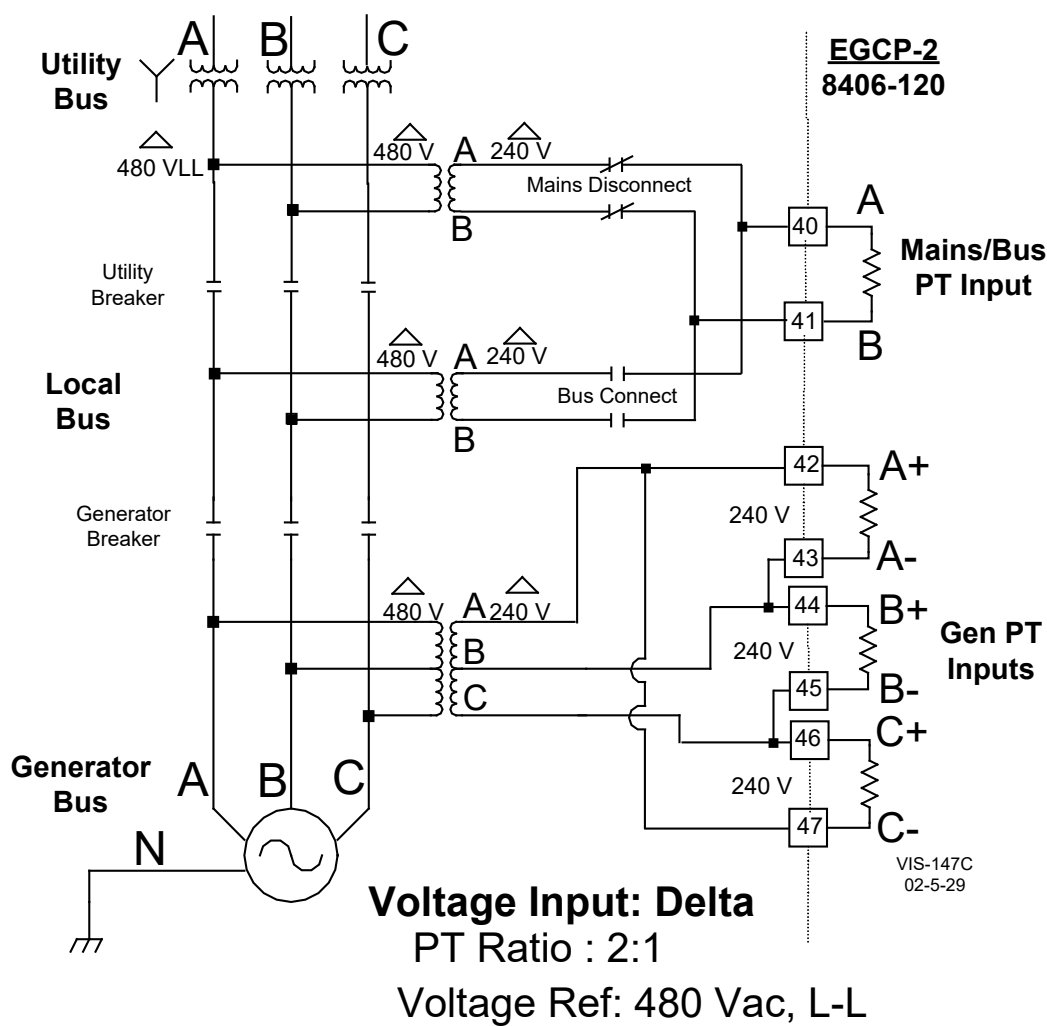 A
B
C
Utility
Bus
480 VLL
EGCP-2
8406-120
480 V
A
240 V
Mains Disconnect
B
40
A
Mains/Bus
PT Input
41
B
Utility
Breaker
480 V
A
240 V
Bus Connect
B
Local
Bus
42
A+
240 V
43
A-
Generator
Breaker
44
B+
240 V
Gen PT
Inputs
45
B-
480 V
A
240 V
B
C
46
C+
240 V
47
C-
Generator
Bus
A
B
C
N
VIS-147C
02-5-29
Voltage Input: Delta
PT Ratio : 2:1
Voltage Ref: 480 Vac, L-L